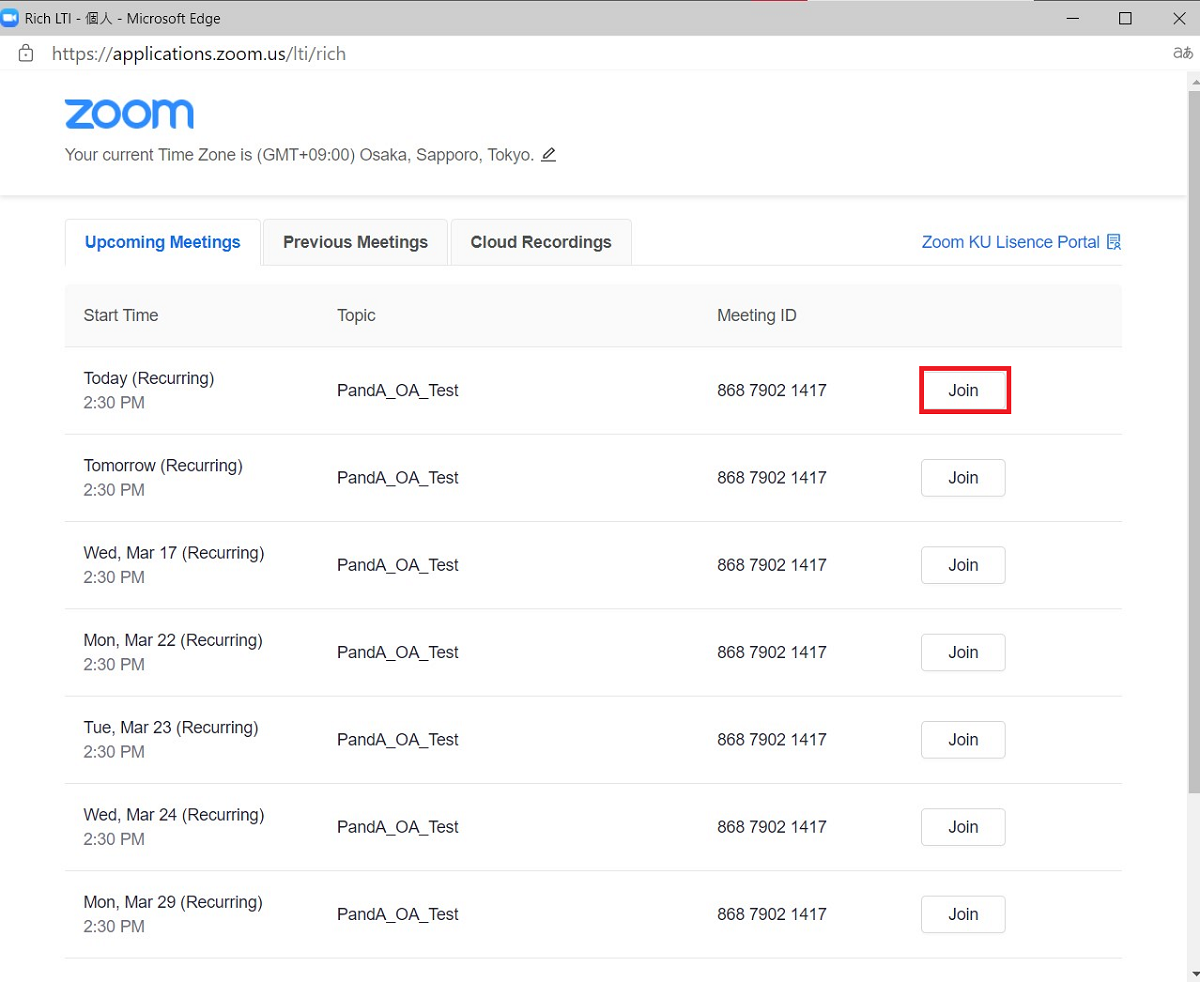 Rich LTI - 個人 - Microsoft Edge
https://applications.zoom.us/lti/rich
aあ
zoom
Your current Time Zone is (GMT+09:00) Osaka, Sapporo, Tokyo.
Upcoming Meetings Previous Meetings Cloud Recordings Zoom KU Lisence Portal
Start Time Topic Meeting ID
Today (Recurring)
2:30 PM
PandA_OA_Test 868 7902 1417 Join
Tomorrow (Recurring)
2:30 PM
PandA_OA_Test 868 7902 1417 Join
Wed, Mar 17 (Recurring)
2:30 PM
PandA_OA_Test 868 7902 1417 Join
Mon, Mar 22 (Recurring)
2:30 PM
PandA_OA_Test 868 7902 1417 Join
Tue, Mar 23 (Recurring)
2:30 PM
PandA_OA_Test 868 7902 1417 Join
Wed, Mar 24 (Recurring)
2:30 PM
PandA_OA_Test 868 7902 1417 Join
Mon, Mar 29 (Recurring)
2:30 PM
PandA_OA_Test 868 7902 1417 Join